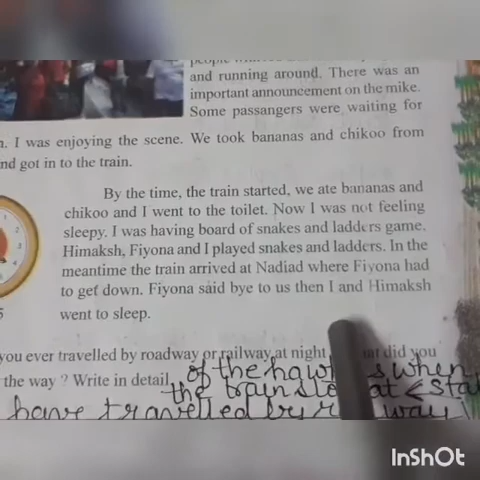 and running around. There was an
important announcement on the mike.
Some passangers were waiting for
I was enjoying the scene. We took bananas and chikoo from
got in to the train.
By the time, the train started, we ate bananas and
chikoo and I went to the toilet. Now I was not feeling
sleepy. I was having board of snakes and ladders game.
Himaksh, Fiyona and I played snakes and ladders. In the
meantime the train arrived at Nadiad where Fiyona had
to get down. Fiyona said bye to us then I and Himaksh
went to sleep.
5
you ever travelled by roadway or railway at night did you
the way ? Write in detail
of the when
the train at
have travelled by way
InShOt